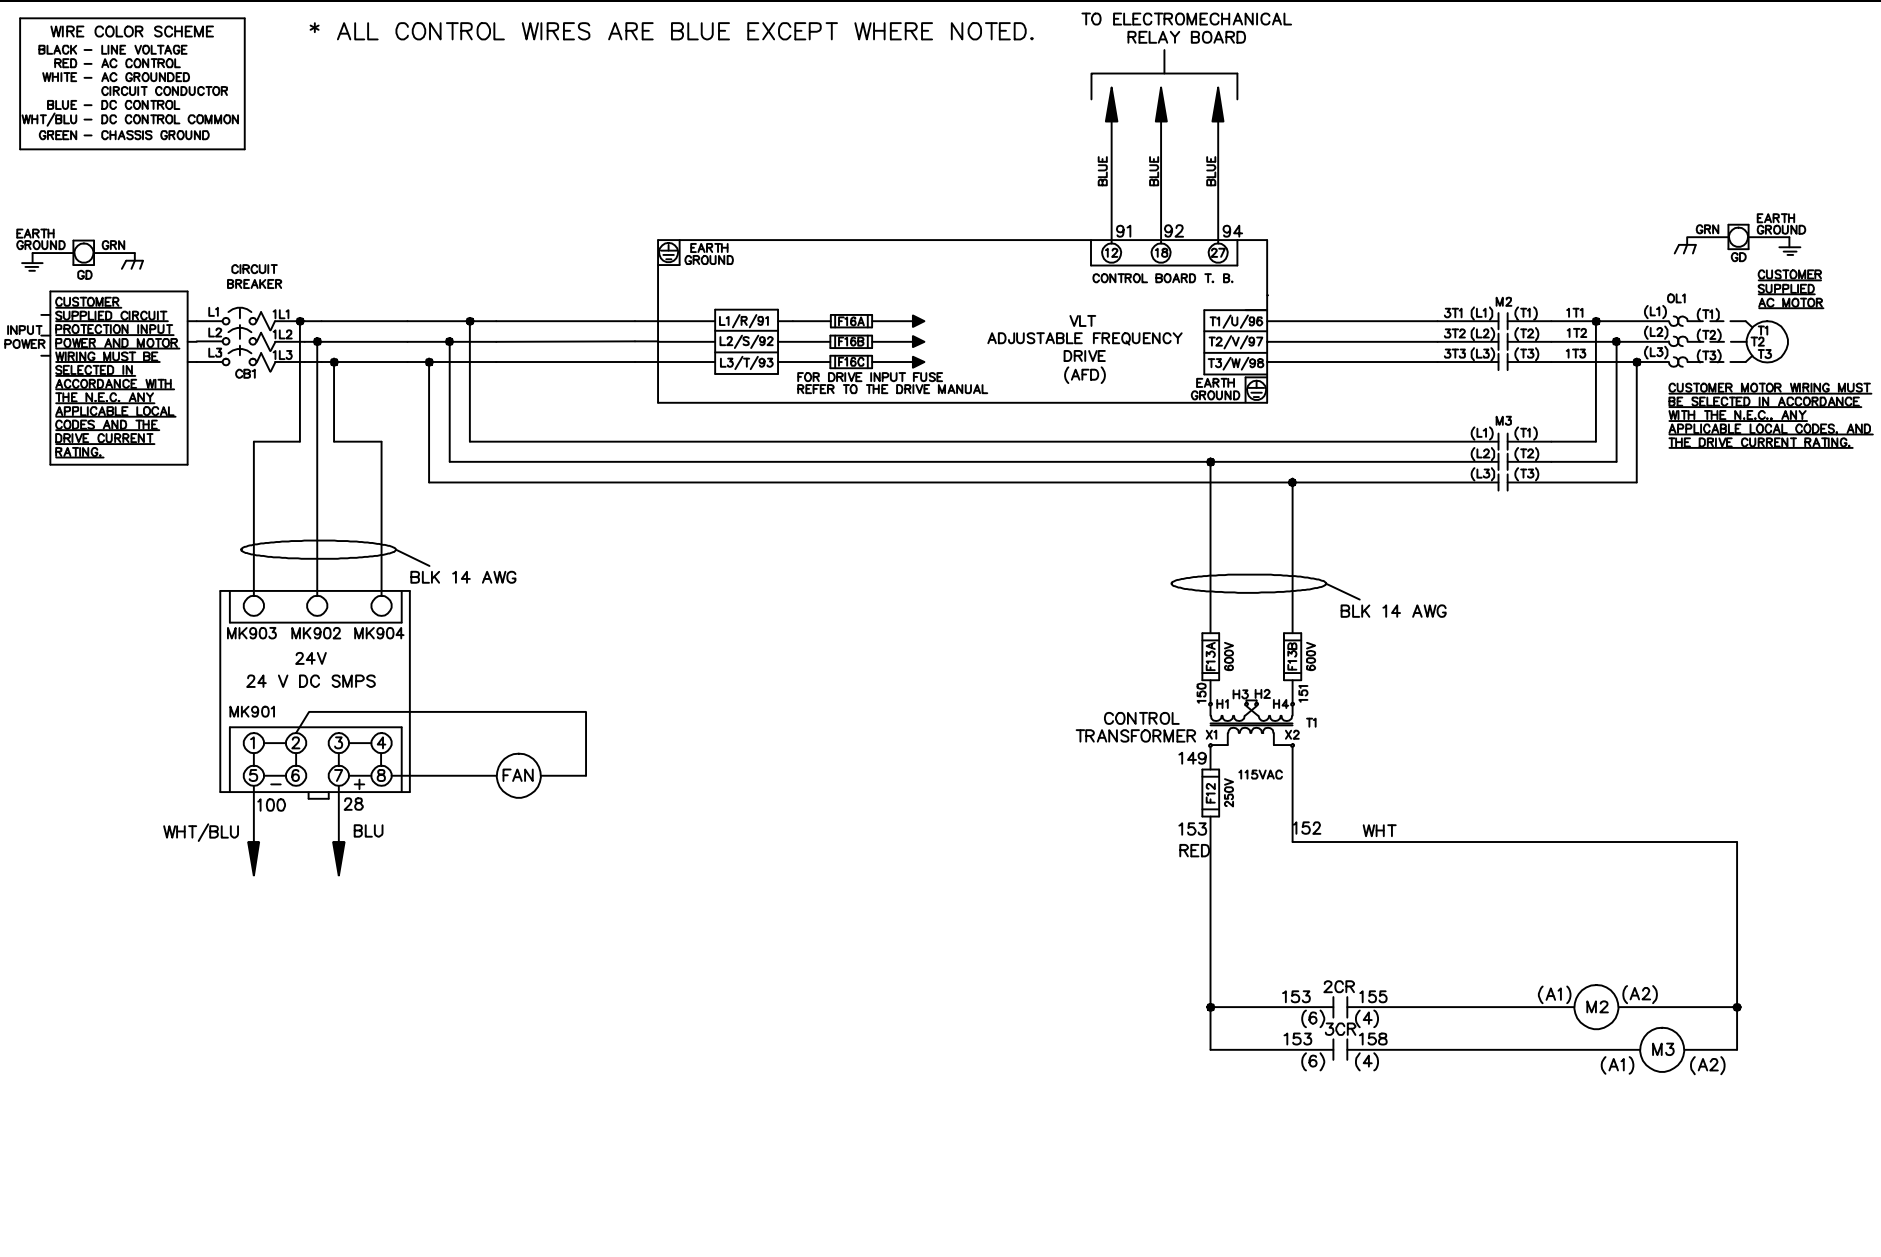 WIRE COLOR SCHEME
BLACK – LINE VOLTAGE
RED – AC CONTROL
WHITE – AC GROUNDED
CIRCUIT CONDUCTOR
BLUE – DC CONTROL
WHT/BLU – DC CONTROL COMMON
GREEN – CHASSIS GROUND
* ALL CONTROL WIRES ARE BLUE EXCEPT WHERE NOTED.
TO ELECTROMECHANICAL
RELAY BOARD
BLUE
BLUE
BLUE
91 92 94
12 18 27
CONTROL BOARD T. B.
EARTH
GROUND
GRN
GD
CIRCUIT
BREAKER
INPUT
POWER
CUSTOMER
SUPPLIED CIRCUIT
PROTECTION INPUT
POWER AND MOTOR
WIRING MUST BE
SELECTED IN
ACCORDANCE WITH
THE N.E.C. ANY
APPLICABLE LOCAL
CODES AND THE
DRIVE CURRENT
RATING.
L1 1L1
L2 1L2
L3 1L3
CB1
EARTH
GROUND
L1/R/91 F16A
L2/S/92 F16B
L3/T/93 F16C
FOR DRIVE INPUT FUSE
REFER TO THE DRIVE MANUAL
VLT
ADJUSTABLE FREQUENCY
DRIVE
(AFD)
T1/U/96
T2/V/97
T3/W/98
EARTH
GROUND
M2
3T1 (L1) (T1) 1T1
3T2 (L2) (T2) 1T2
3T3 (L3) (T3) 1T3
OL1
(L1) (T1)
(L2) (T2)
(L3) (T3)
T1
T2
T3
GRN
EARTH
GROUND
GD
CUSTOMER
SUPPLIED
AC MOTOR
CUSTOMER MOTOR WIRING MUST
BE SELECTED IN ACCORDANCE
WITH THE N.E.C., ANY
APPLICABLE LOCAL CODES, AND
THE DRIVE CURRENT RATING.
M3
(L1) (T1)
(L2) (T2)
(L3) (T3)
BLK 14 AWG
MK903 MK902 MK904
24V
24 V DC SMPS
MK901
1 2 3 4
5 – 6 7 + 8
FAN
100 28
WHT/BLU BLU
BLK 14 AWG
F13A 600V
F13B 600V
150 151
H1 H3 H2 H4
CONTROL
TRANSFORMER
T1
X1 X2
149
115VAC
F12 250V
153
RED
152 WHT
2CR
153 155
(6) (4)
(A1) M2 (A2)
3CR
153 158
(6) (4)
(A1) M3 (A2)